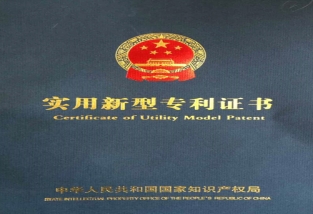 实用新型专利证书
Certificate of Utility Model Patent
中华人民共和国国家知识产权局
STATE INTELLECTUAL PROPERTY OFFICE OF THE PEOPLE'S REPUBLIC OF CHINA